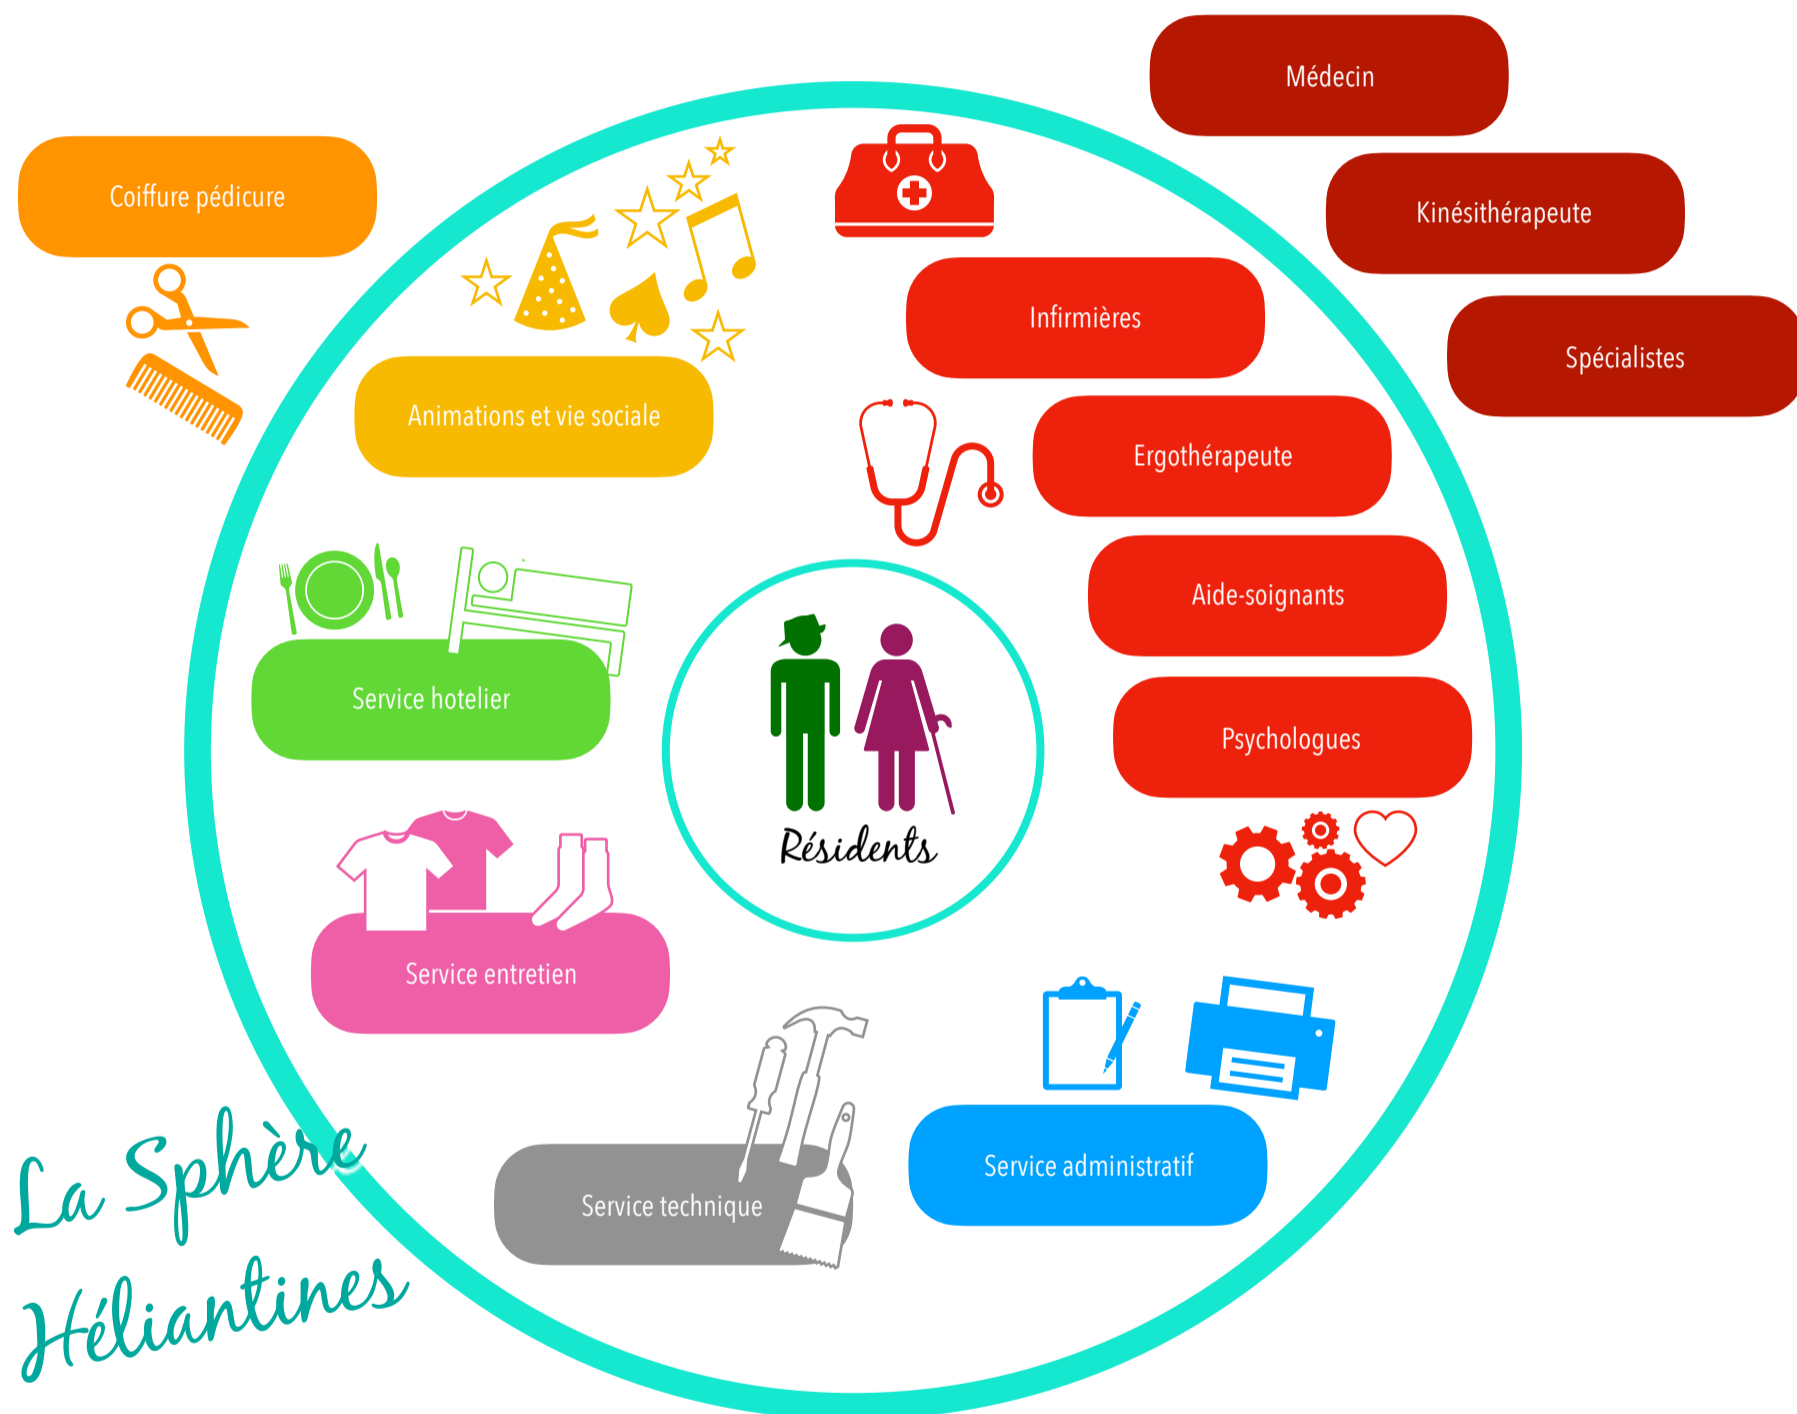 Médecin
Coiffure pédicure
Kinésithérapeute
Infirmières
Spécialistes
Animations et vie sociale
Ergothérapeute
Aide-soignants
Service hotelier
Psychologues
Résidents
Service entretien
Service administratif
Service technique
La Sphère
Héliantines